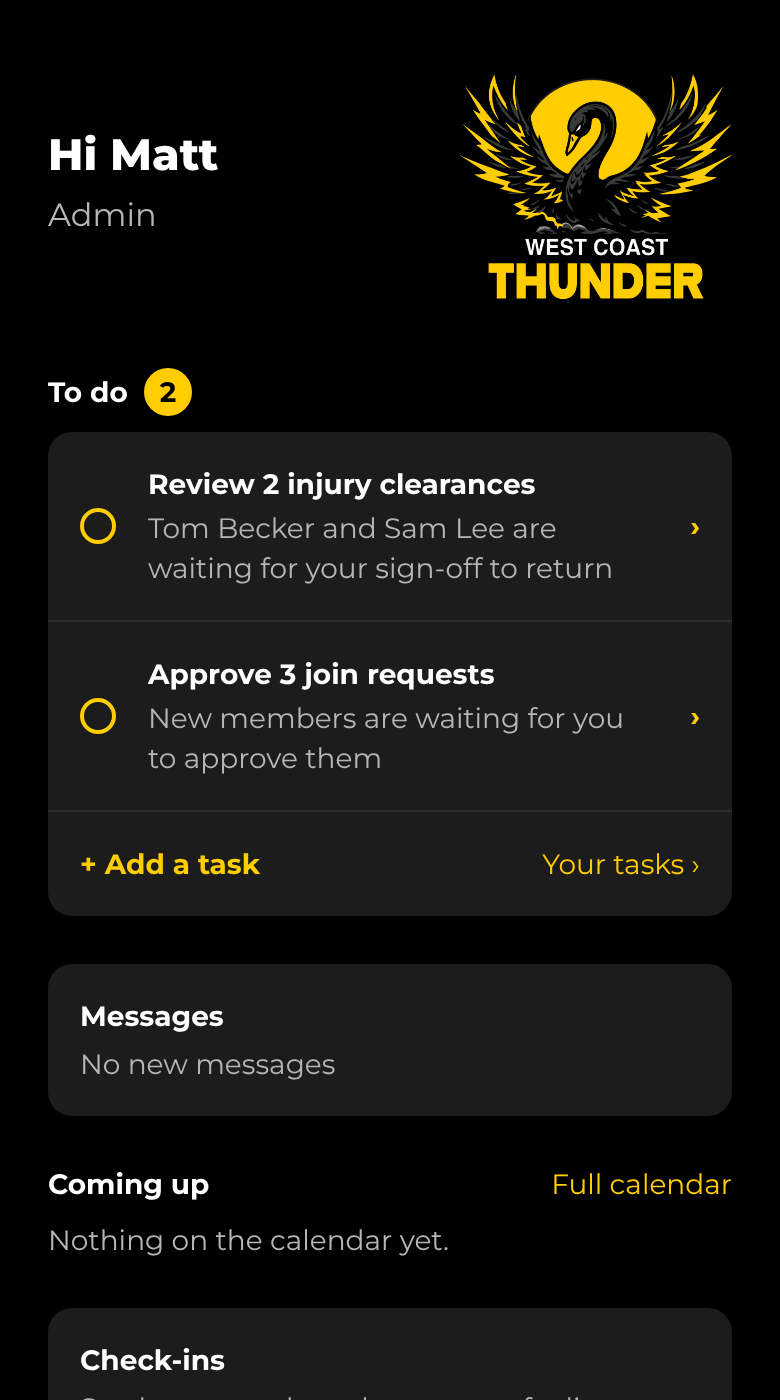 Hi Matt
Admin
WEST COAST
THUNDER
To do 2
Review 2 injury clearances
Tom Becker and Sam Lee are
waiting for your sign-off to return
›
Approve 3 join requests
New members are waiting for you
to approve them
›
+ Add a task
Your tasks ›
Messages
No new messages
Coming up
Full calendar
Nothing on the calendar yet.
Check-ins